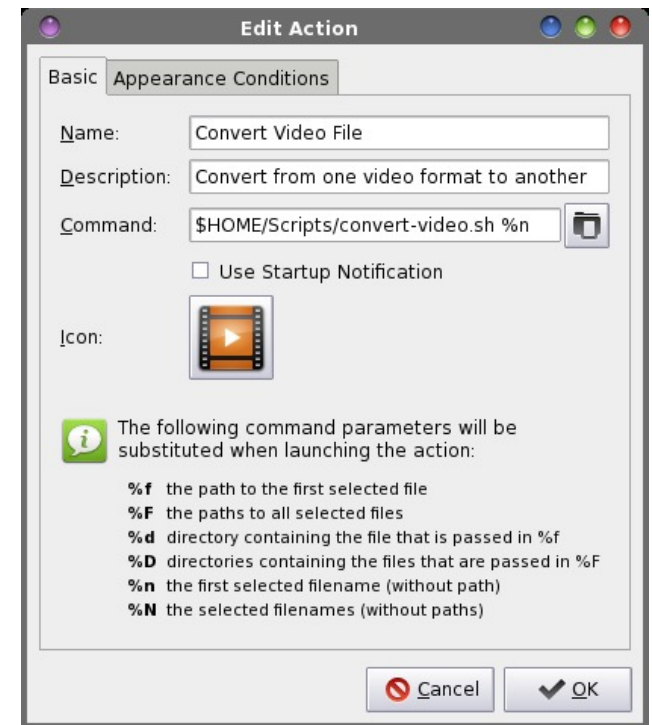 Edit Action
Basic
Appearance Conditions
Name:
Convert Video File
Description:
Convert from one video format to another
Command:
$HOME/Scripts/convert-video.sh %n
Use Startup Notification
Icon:
The following command parameters will be
substituted when launching the action:
%f the path to the first selected file
%F the paths to all selected files
%d directory containing the file that is passed in %f
%D directories containing the files that are passed in %F
%n the first selected filename (without path)
%N the selected filenames (without paths)
Cancel
OK